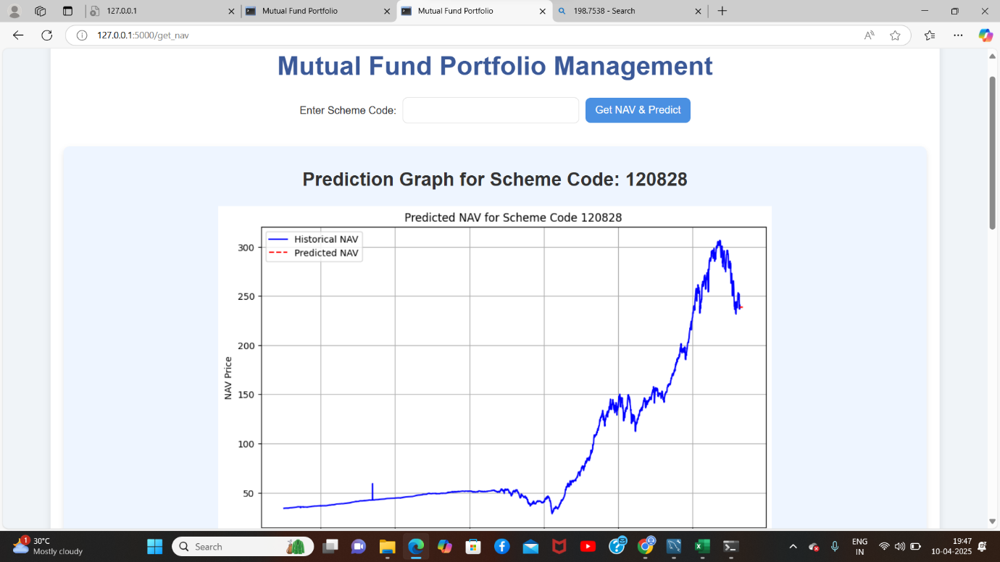 127.0.0.1
Mutual Fund Portfolio
Mutual Fund Portfolio
198.7538 - Search
127.0.0.1:5000/get_nav
Mutual Fund Portfolio Management
Enter Scheme Code:
Get NAV & Predict
Prediction Graph for Scheme Code: 120828
Predicted NAV for Scheme Code 120828
Historical NAV
Predicted NAV
300
250
200
150
100
50
NAV Price
1
30°C
Mostly cloudy
Search
ENG
IN
19:47
10-04-2025